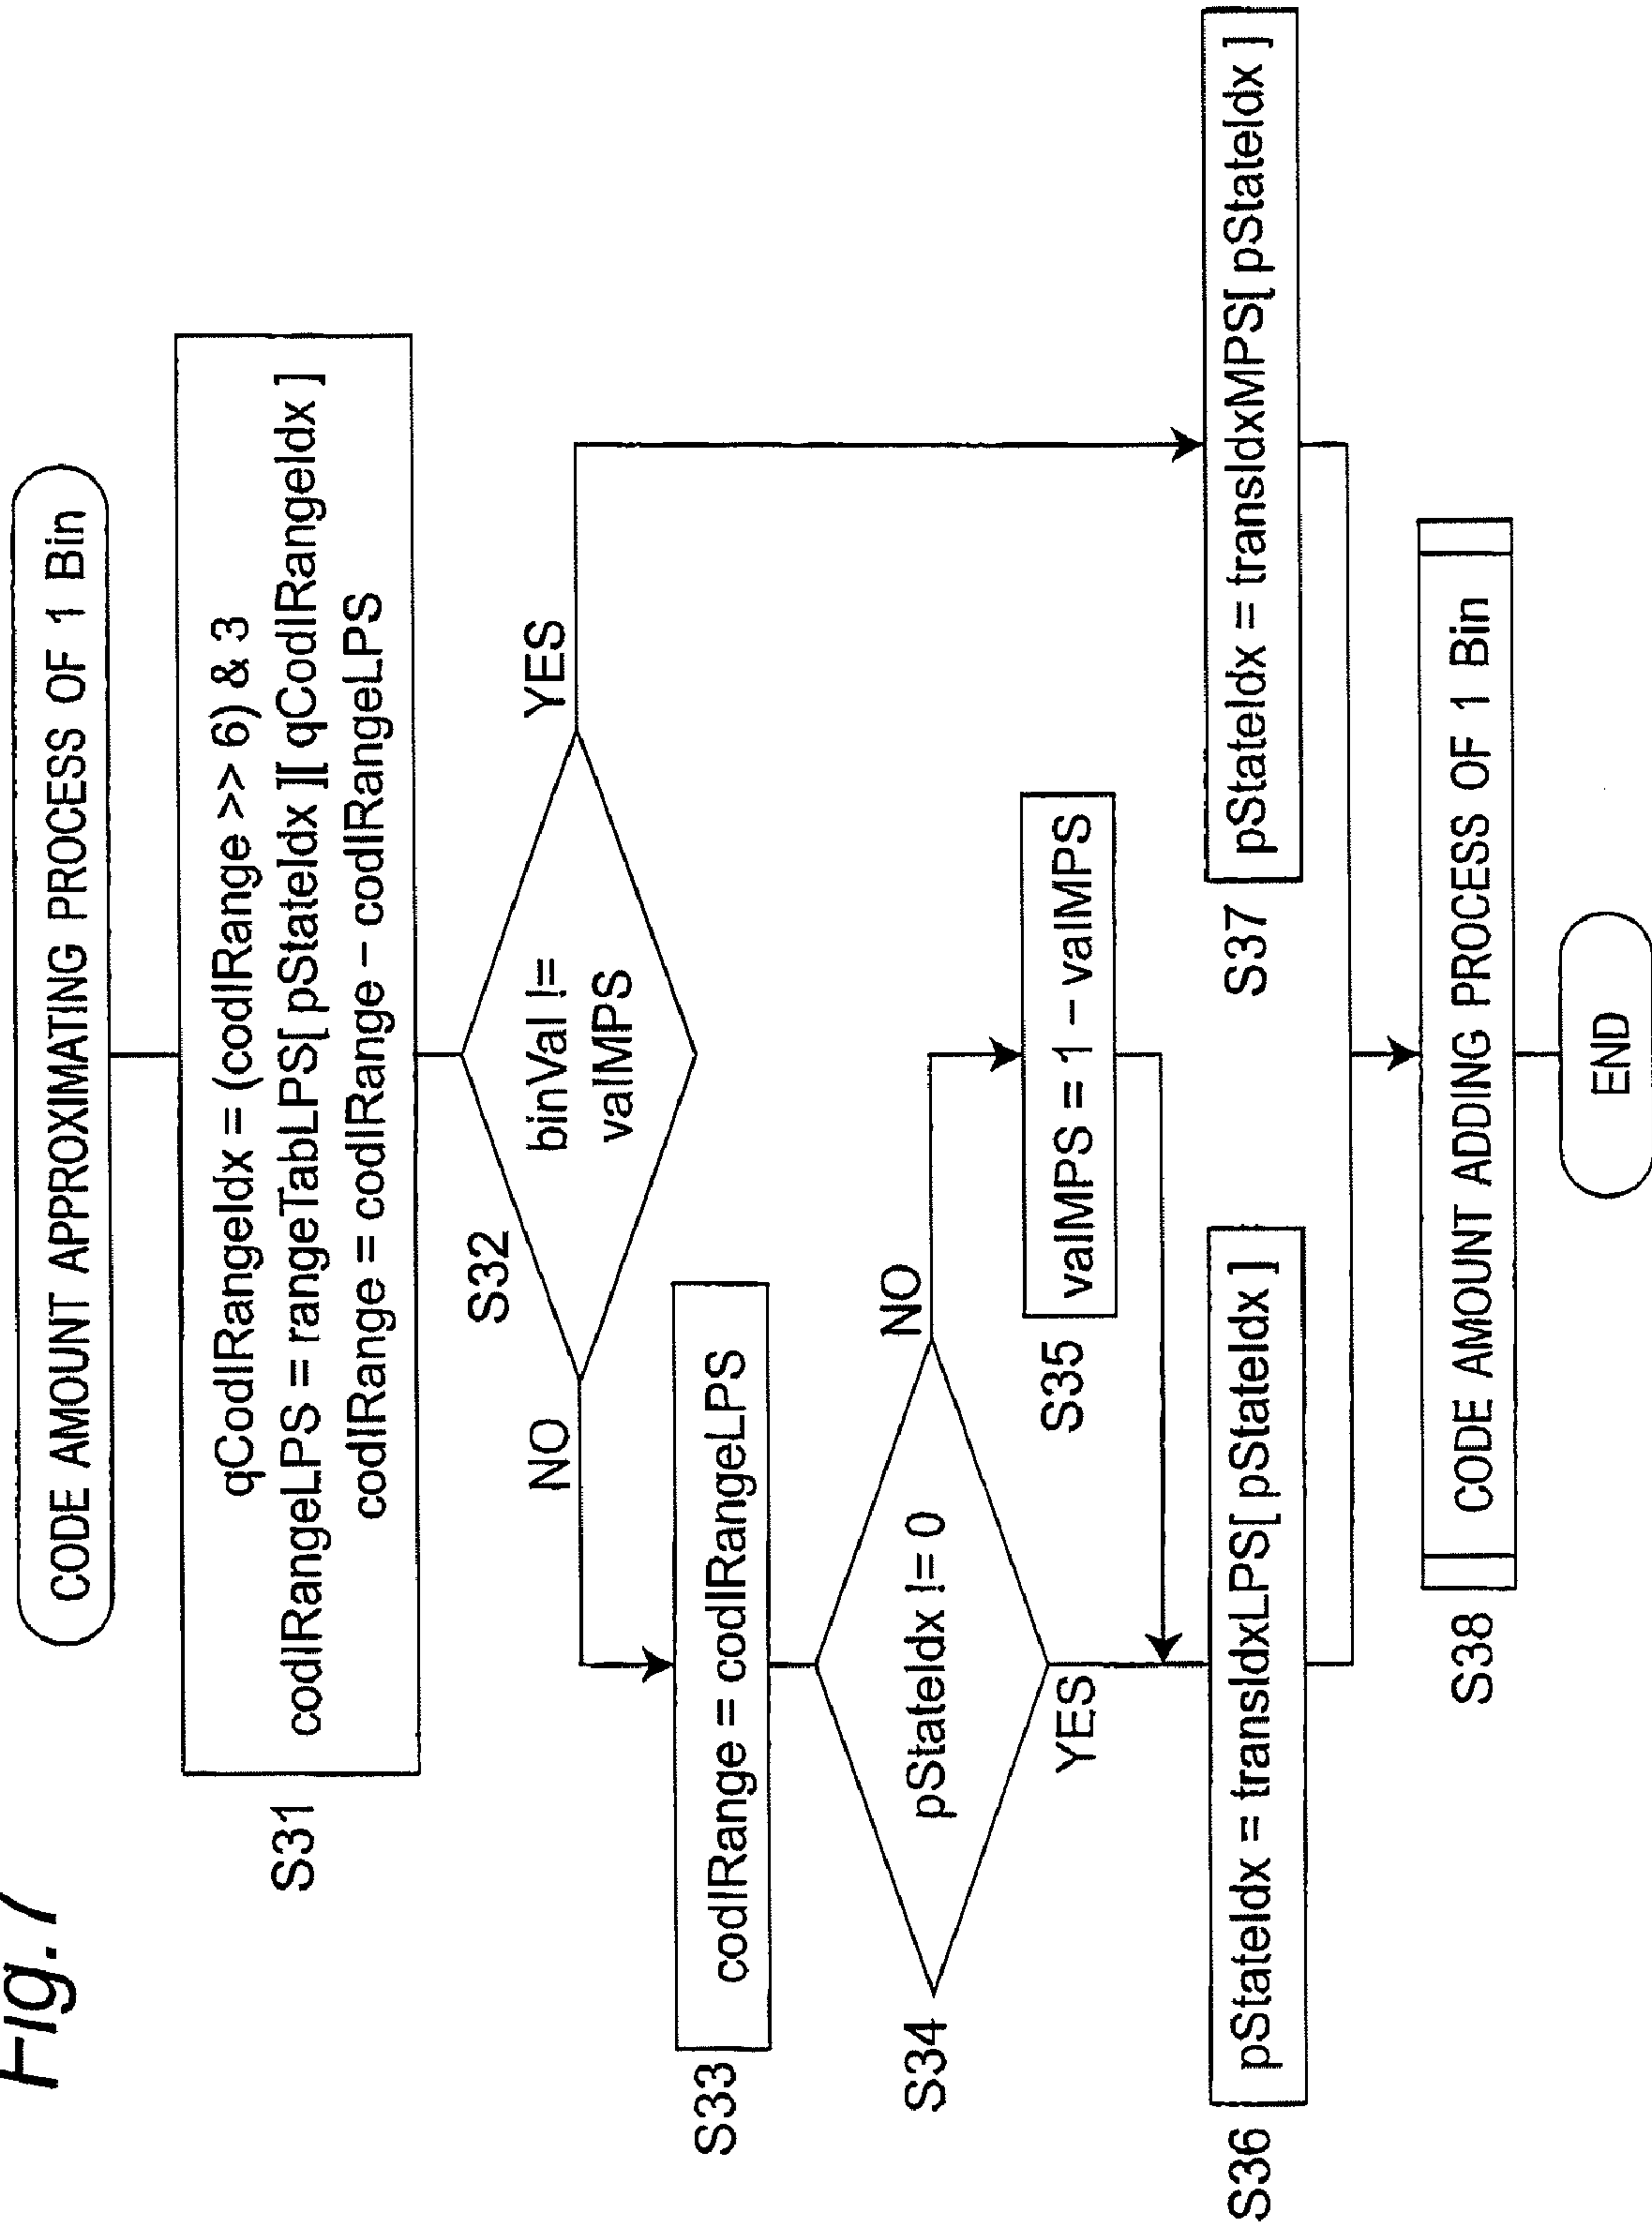 Fig.7
CODE AMOUNT APPROXIMATING PROCESS OF 1 Bin
S31
qCodIRangeIdx = (codIRange >> 6) & 3
codIRangeLPS = rangeTabLPS[ pStateIdx ][ qCodIRangeIdx ]
codIRange = codIRange – codIRangeLPS
S32
binVal !=
valMPS
NO
YES
S33
codIRange = codIRangeLPS
S34
pStateIdx != 0
NO
YES
S35
valMPS = 1 – valMPS
S36
pStateIdx = transIdxLPS[ pStateIdx ]
S37
pStateIdx = transIdxMPS[ pStateIdx ]
S38
CODE AMOUNT ADDING PROCESS OF 1 Bin
END